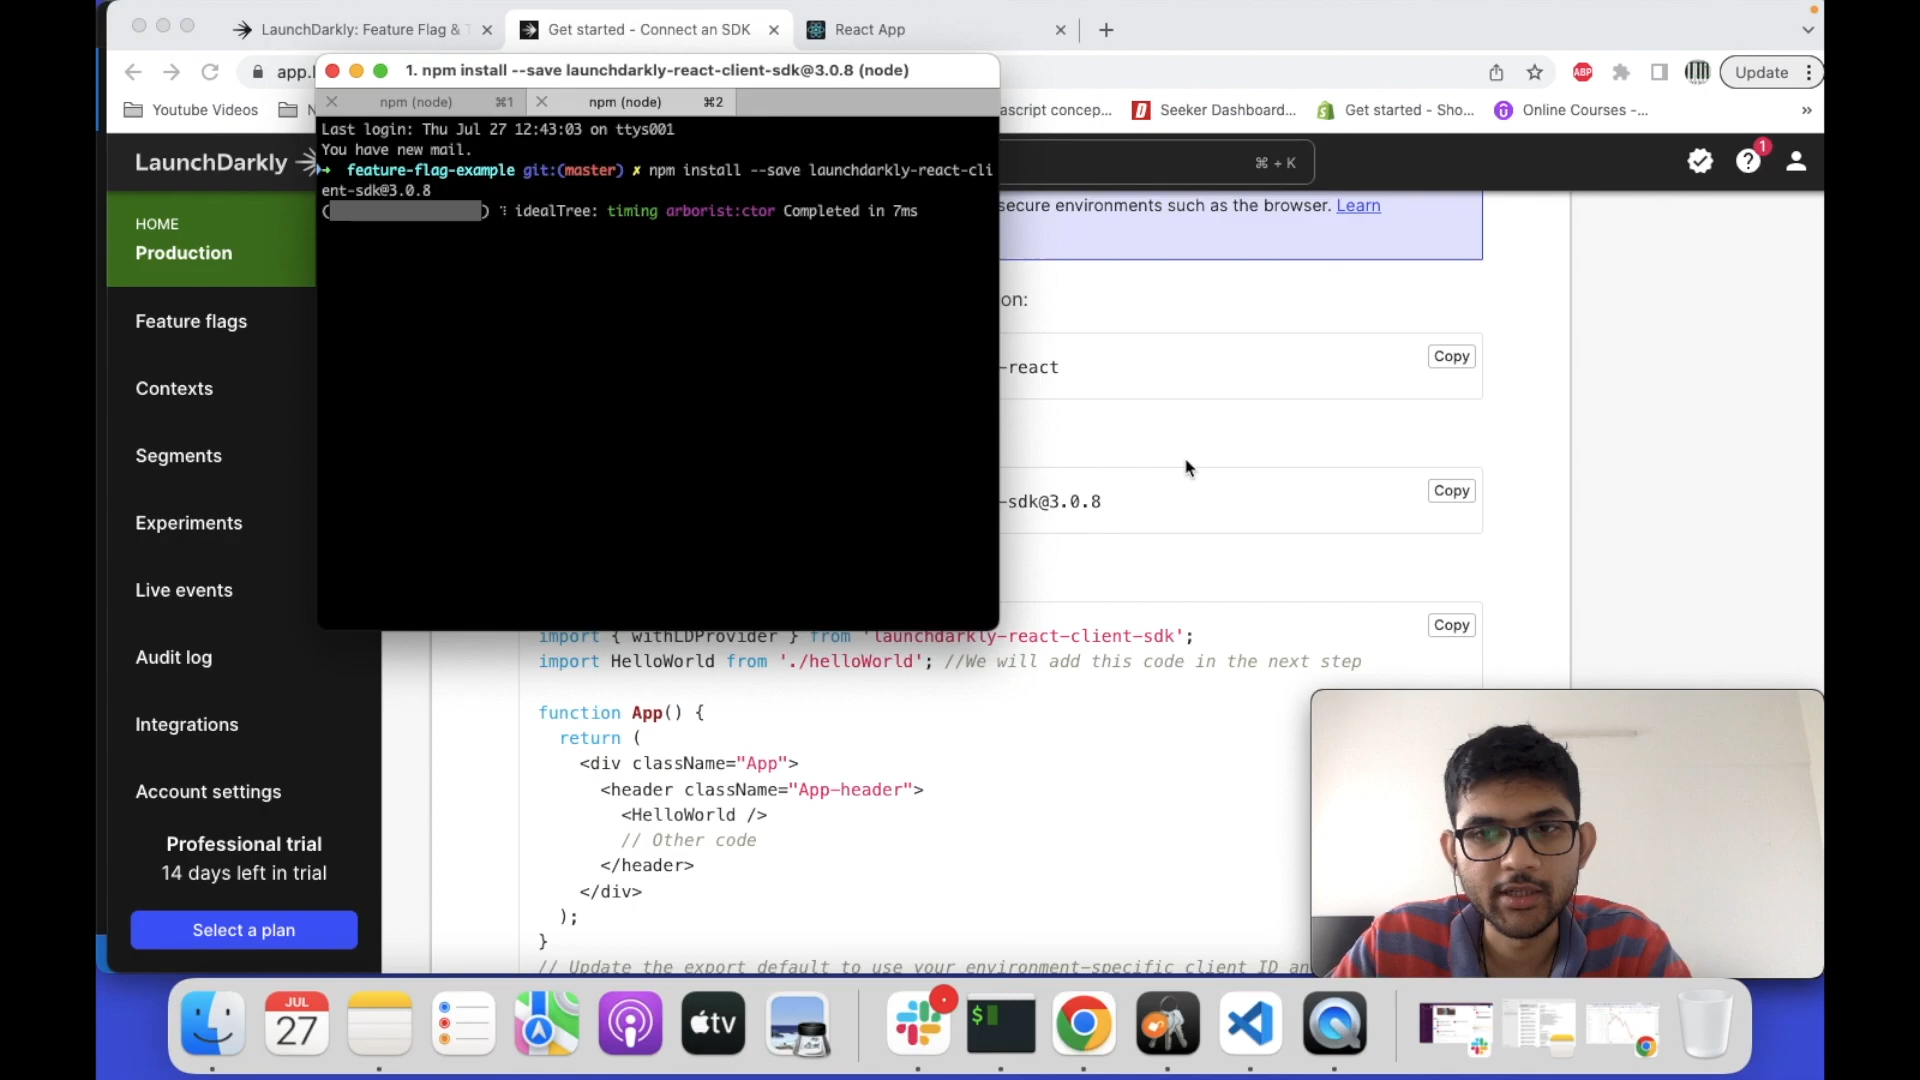 LaunchDarkly: Feature Flag &
Get started - Connect an SDK
React App
app.l
1. npm install --save launchdarkly-react-client-sdk@3.0.8 (node)
ABP
Update
npm (node) ⌘1
npm (node) ⌘2
Youtube Videos
N
ascript concep...
Seeker Dashboard...
Get started - Sho...
Online Courses -...
»
Last login: Thu Jul 27 12:43:03 on ttys001
You have new mail.
→ feature-flag-example git:(master) ✗ npm install --save launchdarkly-react-cli
ent-sdk@3.0.8
( ) ⠹ idealTree: timing arborist:ctor Completed in 7ms
LaunchDarkly
⌘ + K
1
HOME
Production
Feature flags
Contexts
Segments
Experiments
Live events
Audit log
Integrations
Account settings
Professional trial
14 days left in trial
Select a plan
secure environments such as the browser. Learn
on:
-react
Copy
-sdk@3.0.8
Copy
Copy
import { withLDProvider } from 'launchdarkly-react-client-sdk';
import HelloWorld from './helloWorld'; //We will add this code in the next step
function App() {
return (
<div className="App">
<header className="App-header">
<HelloWorld />
// Other code
</header>
</div>
);
}
// Update the export default to use your environment-specific client ID an
JUL
27
tv
$